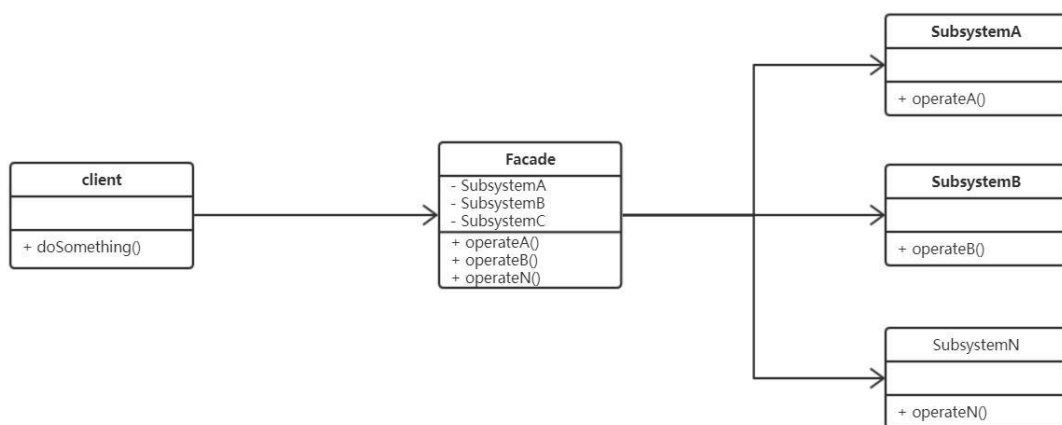 client
+ doSomething()
Facade
- SubsystemA
- SubsystemB
- SubsystemC
+ operateA()
+ operateB()
+ operateN()
SubsystemA
+ operateA()
SubsystemB
+ operateB()
SubsystemN
+ operateN()